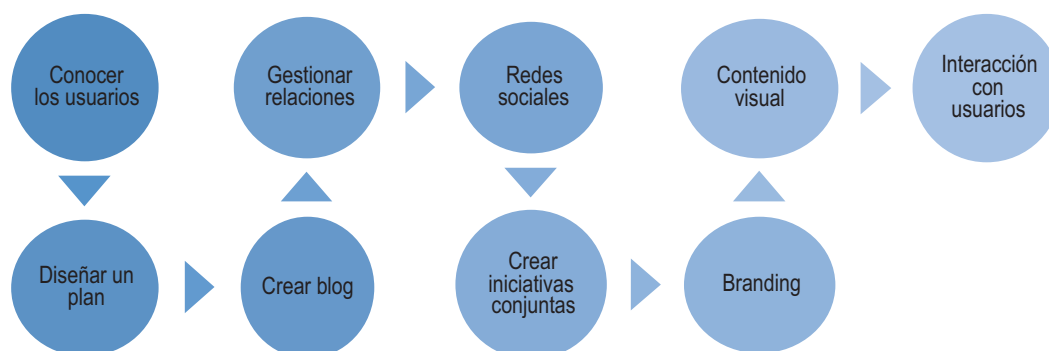 Conocer
los usuarios
Diseñar un
plan
Crear blog
Gestionar
relaciones
Redes
sociales
Crear
iniciativas
conjuntas
Branding
Contenido
visual
Interacción
con
usuarios